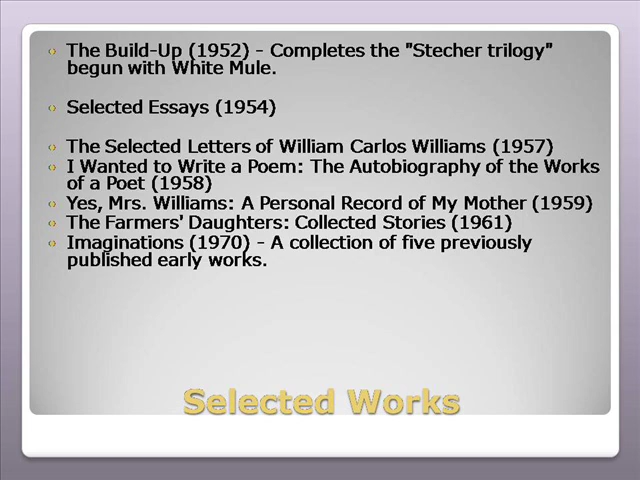 The Build-Up (1952) - Completes the "Stecher trilogy"
begun with White Mule.
Selected Essays (1954)
The Selected Letters of William Carlos Williams (1957)
I Wanted to Write a Poem: The Autobiography of the Works
of a Poet (1958)
Yes, Mrs. Williams: A Personal Record of My Mother (1959)
The Farmers' Daughters: Collected Stories (1961)
Imaginations (1970) - A collection of five previously
published early works.
Selected Works